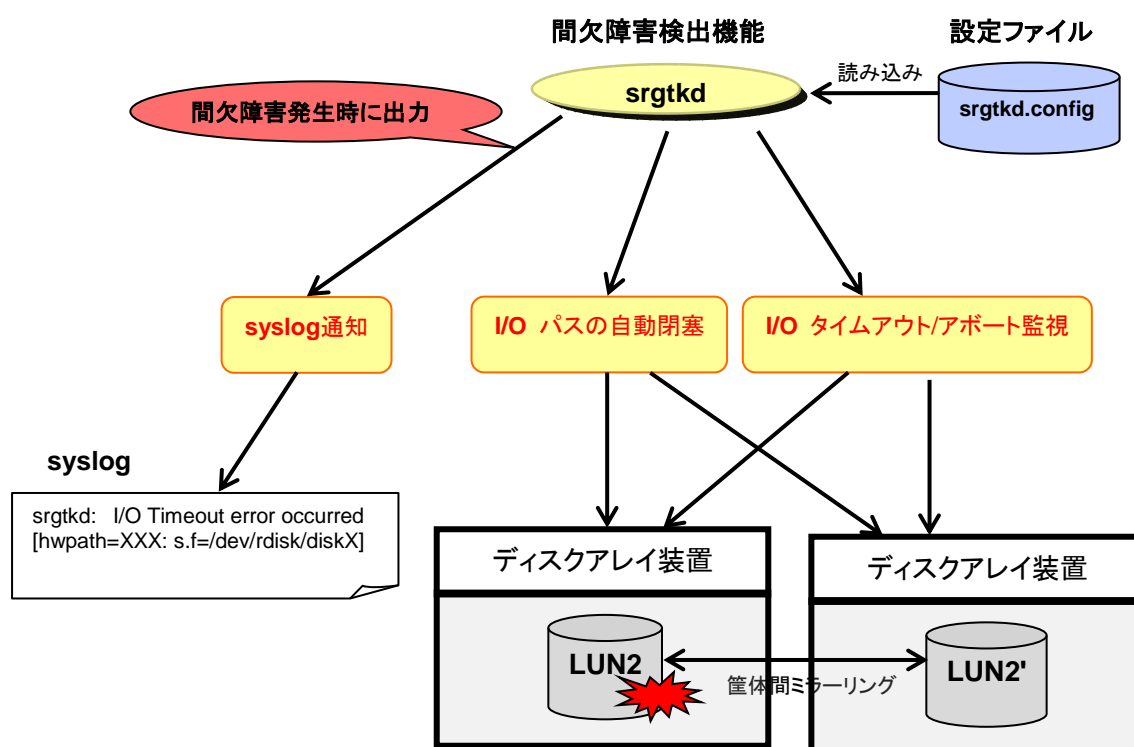 間欠障害検出機能
設定ファイル
srgtkd
読み込み
srgtkd.config
間欠障害発生時に出力
syslog通知
I/O パスの自動閉塞
I/O タイムアウト/アボート監視
syslog
srgtkd: I/O Timeout error occurred
[hwpath=XXX: s.f=/dev/rdisk/diskX]
ディスクアレイ装置
ディスクアレイ装置
LUN2
筐体間ミラーリング
LUN2'